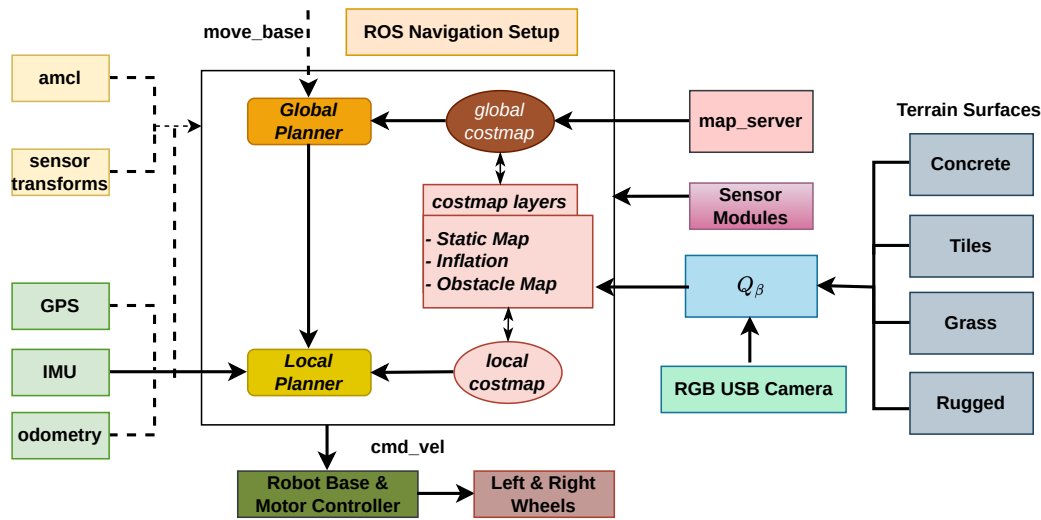 move_base
ROS Navigation Setup
amcl
sensor
transforms
GPS
IMU
odometry
Global
Planner
global
costmap
costmap layers
- Static Map
- Inflation
- Obstacle Map
Local
Planner
local
costmap
map_server
Sensor
Modules
Qβ
RGB USB Camera
Terrain Surfaces
Concrete
Tiles
Grass
Rugged
cmd_vel
Robot Base &
Motor Controller
Left & Right
Wheels